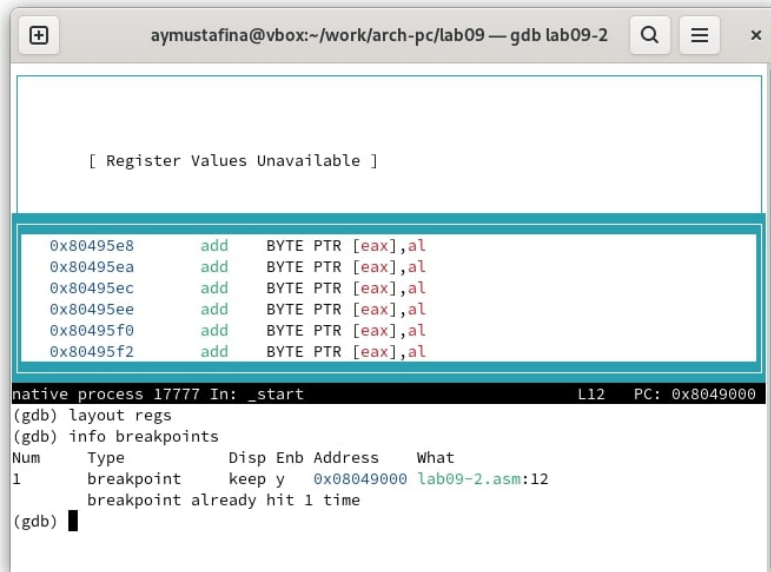 aymustafina@vbox:~/work/arch-pc/lab09 — gdb lab09-2
[ Register Values Unavailable ]
0x80495e8 add BYTE PTR [eax],al
0x80495ea add BYTE PTR [eax],al
0x80495ec add BYTE PTR [eax],al
0x80495ee add BYTE PTR [eax],al
0x80495f0 add BYTE PTR [eax],al
0x80495f2 add BYTE PTR [eax],al
native process 17777 In: _start L12 PC: 0x8049000
(gdb) layout regs
(gdb) info breakpoints
Num Type Disp Enb Address What
1 breakpoint keep y 0x08049000 lab09-2.asm:12
breakpoint already hit 1 time
(gdb)